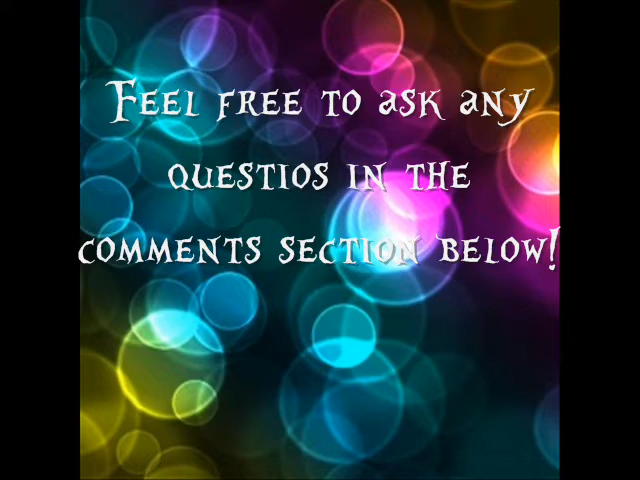 Feel free to ask any
questios in the
comments section below!